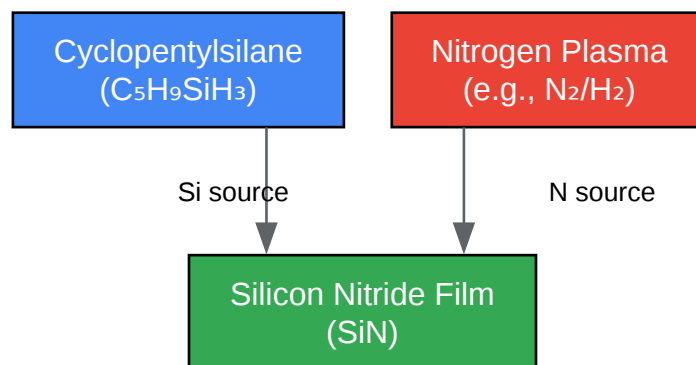 Cyclopentylsilane
(C₅H₉SiH₃)
Nitrogen Plasma
(e.g., N₂/H₂)
Si source
N source
Silicon Nitride Film
(SiN)